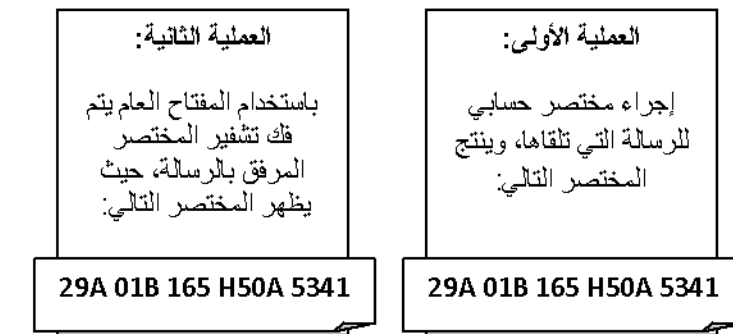 العملية الأولى:
إجراء مختصر حسابي
للرسالة التي تلقاها، وينتج
المختصر التالي:
29A 01B 165 H50A 5341
العملية الثانية:
باستخدام المفتاح العام يتم
فك تشفير المختصر
المرفق بالرسالة، حيث
يظهر المختصر التالي:
29A 01B 165 H50A 5341